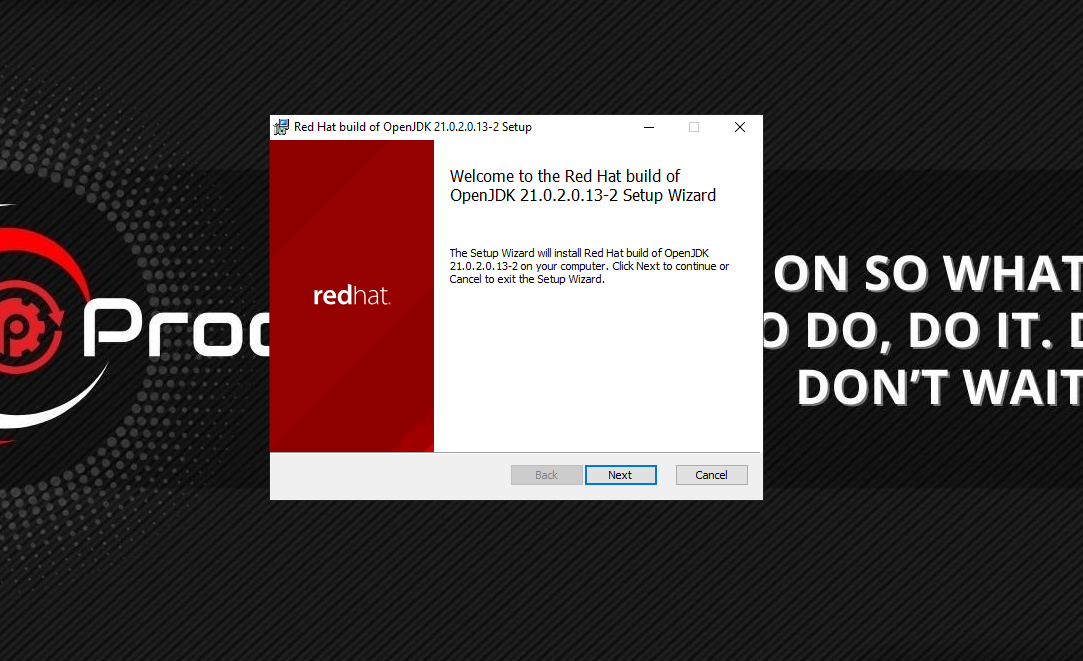 Red Hat build of OpenJDK 21.0.2.0.13-2 Setup
Welcome to the Red Hat build of
OpenJDK 21.0.2.0.13-2 Setup Wizard
The Setup Wizard will install Red Hat build of OpenJDK
21.0.2.0.13-2 on your computer. Click Next to continue or
Cancel to exit the Setup Wizard.
redhat.
Back
Next
Cancel
ON SO WHAT
DO, DO IT.
DON'T WAIT